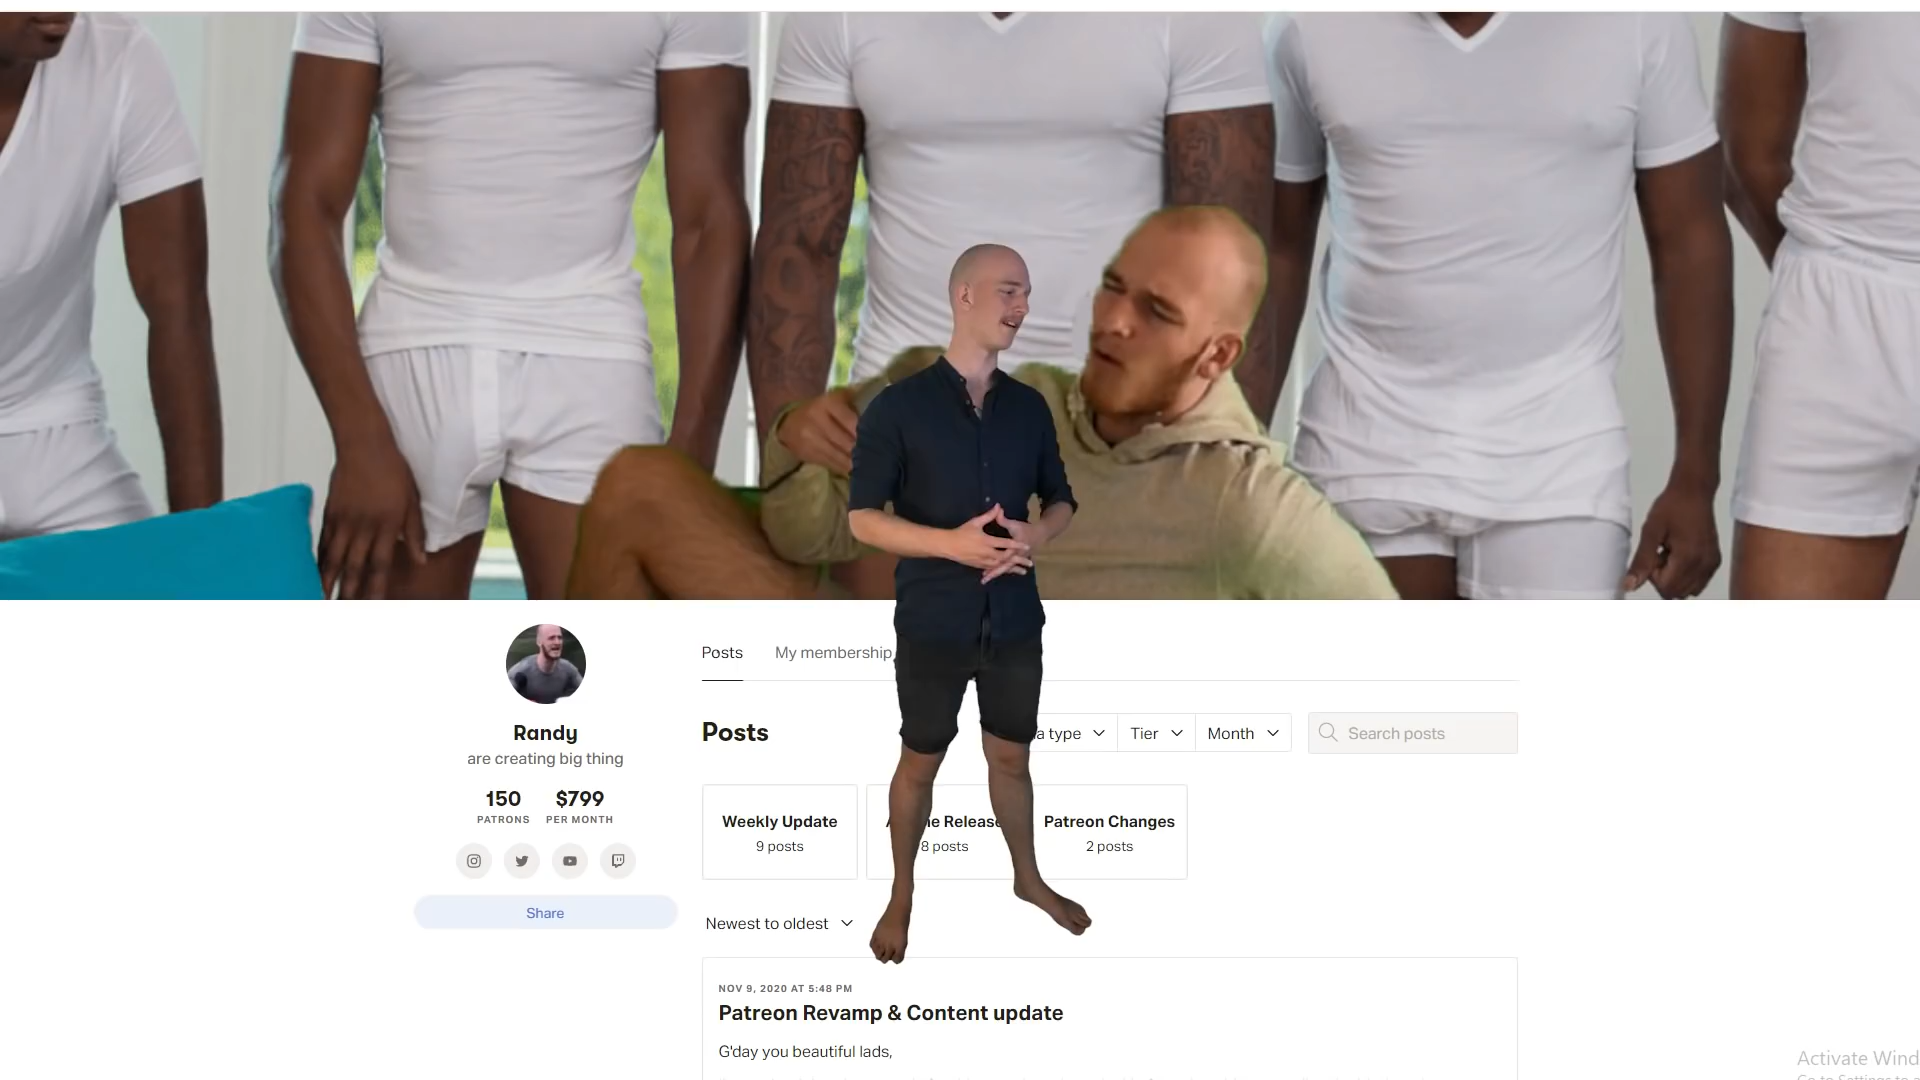 Posts
My membership
Randy
are creating big thing
150
PATRONS
$799
PER MONTH
Share
Posts
type
Tier
Month
Search posts
Weekly Update
9 posts
Release
8 posts
Patreon Changes
2 posts
Newest to oldest
NOV 9, 2020 AT 5:48 PM
Patreon Revamp & Content update
G'day you beautiful lads,
Activate Wind